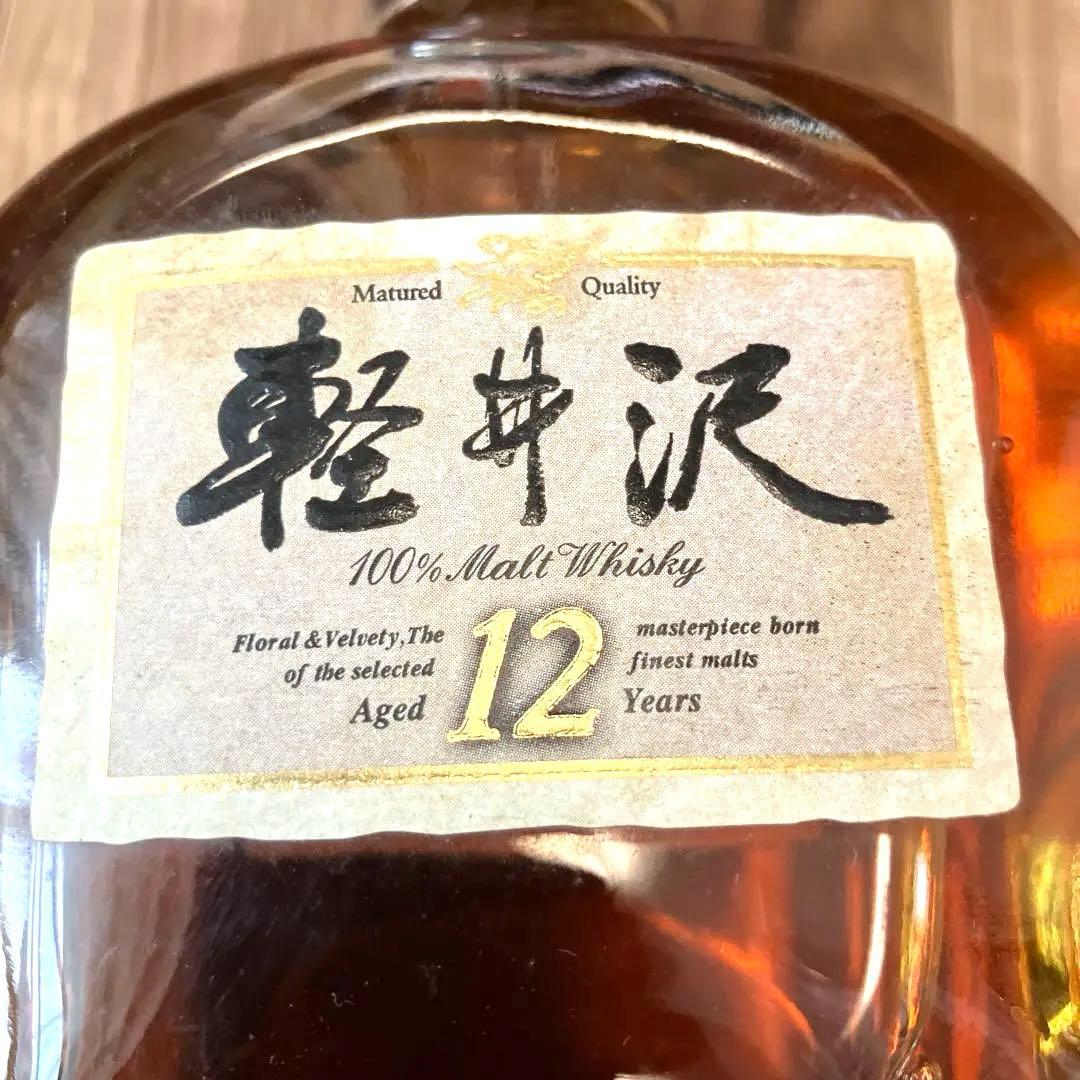 Matured Quality
軽井沢
100% Malt Whisky
Floral & Velvety, The masterpiece born
of the selected finest malts
Aged 12 Years